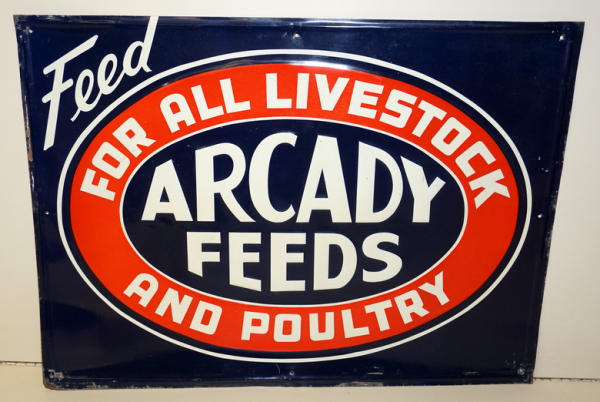 Feed
FOR ALL LIVESTOCK
ARCADY
FEEDS
AND POULTRY